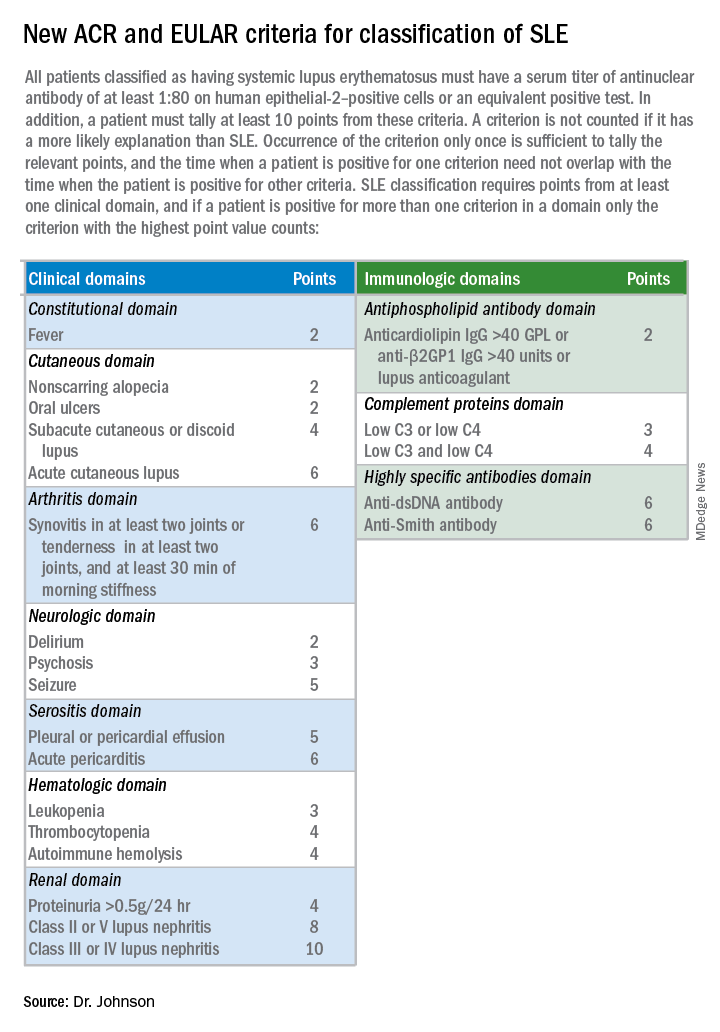 New ACR and EULAR criteria for classification of SLE
All patients classified as having systemic lupus erythematosus must have a serum titer of antinuclear
antibody of at least 1:80 on human epithelial-2–positive cells or an equivalent positive test. In
addition, a patient must tally at least 10 points from these criteria. A criterion is not counted if it has
a more likely explanation than SLE. Occurrence of the criterion only once is sufficient to tally the
relevant points, and the time when a patient is positive for one criterion need not overlap with the
time when the patient is positive for other criteria. SLE classification requires points from at least
one clinical domain, and if a patient is positive for more than one criterion in a domain only the
criterion with the highest point value counts:
Clinical domains Points
Constitutional domain
Fever 2
Cutaneous domain
Nonscarring alopecia 2
Oral ulcers 2
Subacute cutaneous or discoid 4
lupus
Acute cutaneous lupus 6
Arthritis domain
Synovitis in at least two joints or 6
tenderness in at least two
joints, and at least 30 min of
morning stiffness
Neurologic domain
Delirium 2
Psychosis 3
Seizure 5
Serositis domain
Pleural or pericardial effusion 5
Acute pericarditis 6
Hematologic domain
Leukopenia 3
Thrombocytopenia 4
Autoimmune hemolysis 4
Renal domain
Proteinuria >0.5g/24 hr 4
Class II or V lupus nephritis 8
Class III or IV lupus nephritis 10
Immunologic domains Points
Antiphospholipid antibody domain
Anticardiolipin IgG >40 GPL or 2
anti-β2GP1 IgG >40 units or
lupus anticoagulant
Complement proteins domain
Low C3 or low C4 3
Low C3 and low C4 4
Highly specific antibodies domain
Anti-dsDNA antibody 6
Anti-Smith antibody 6
MDedge News
Source: Dr. Johnson